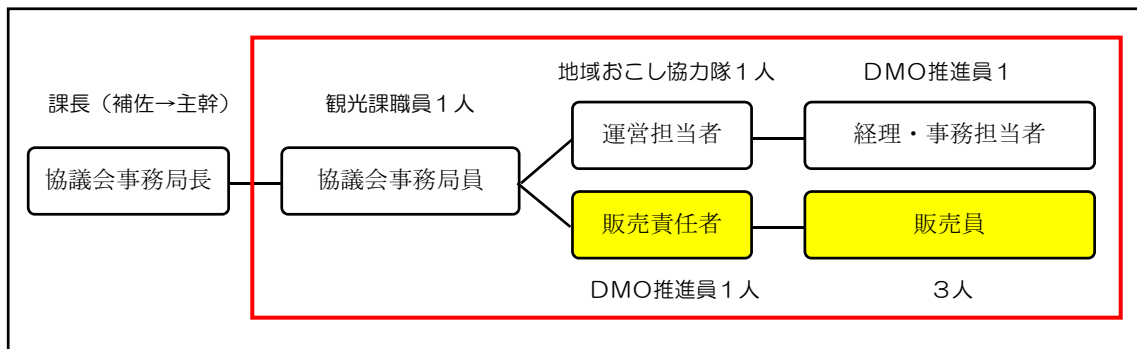 地域おこし協力隊１人 ＤＭＯ推進員１
課長（補佐→主幹） 観光課職員１人
運営担当者 経理・事務担当者
協議会事務局長 協議会事務局員
販売責任者 販売員
ＤＭＯ推進員１人 ３人